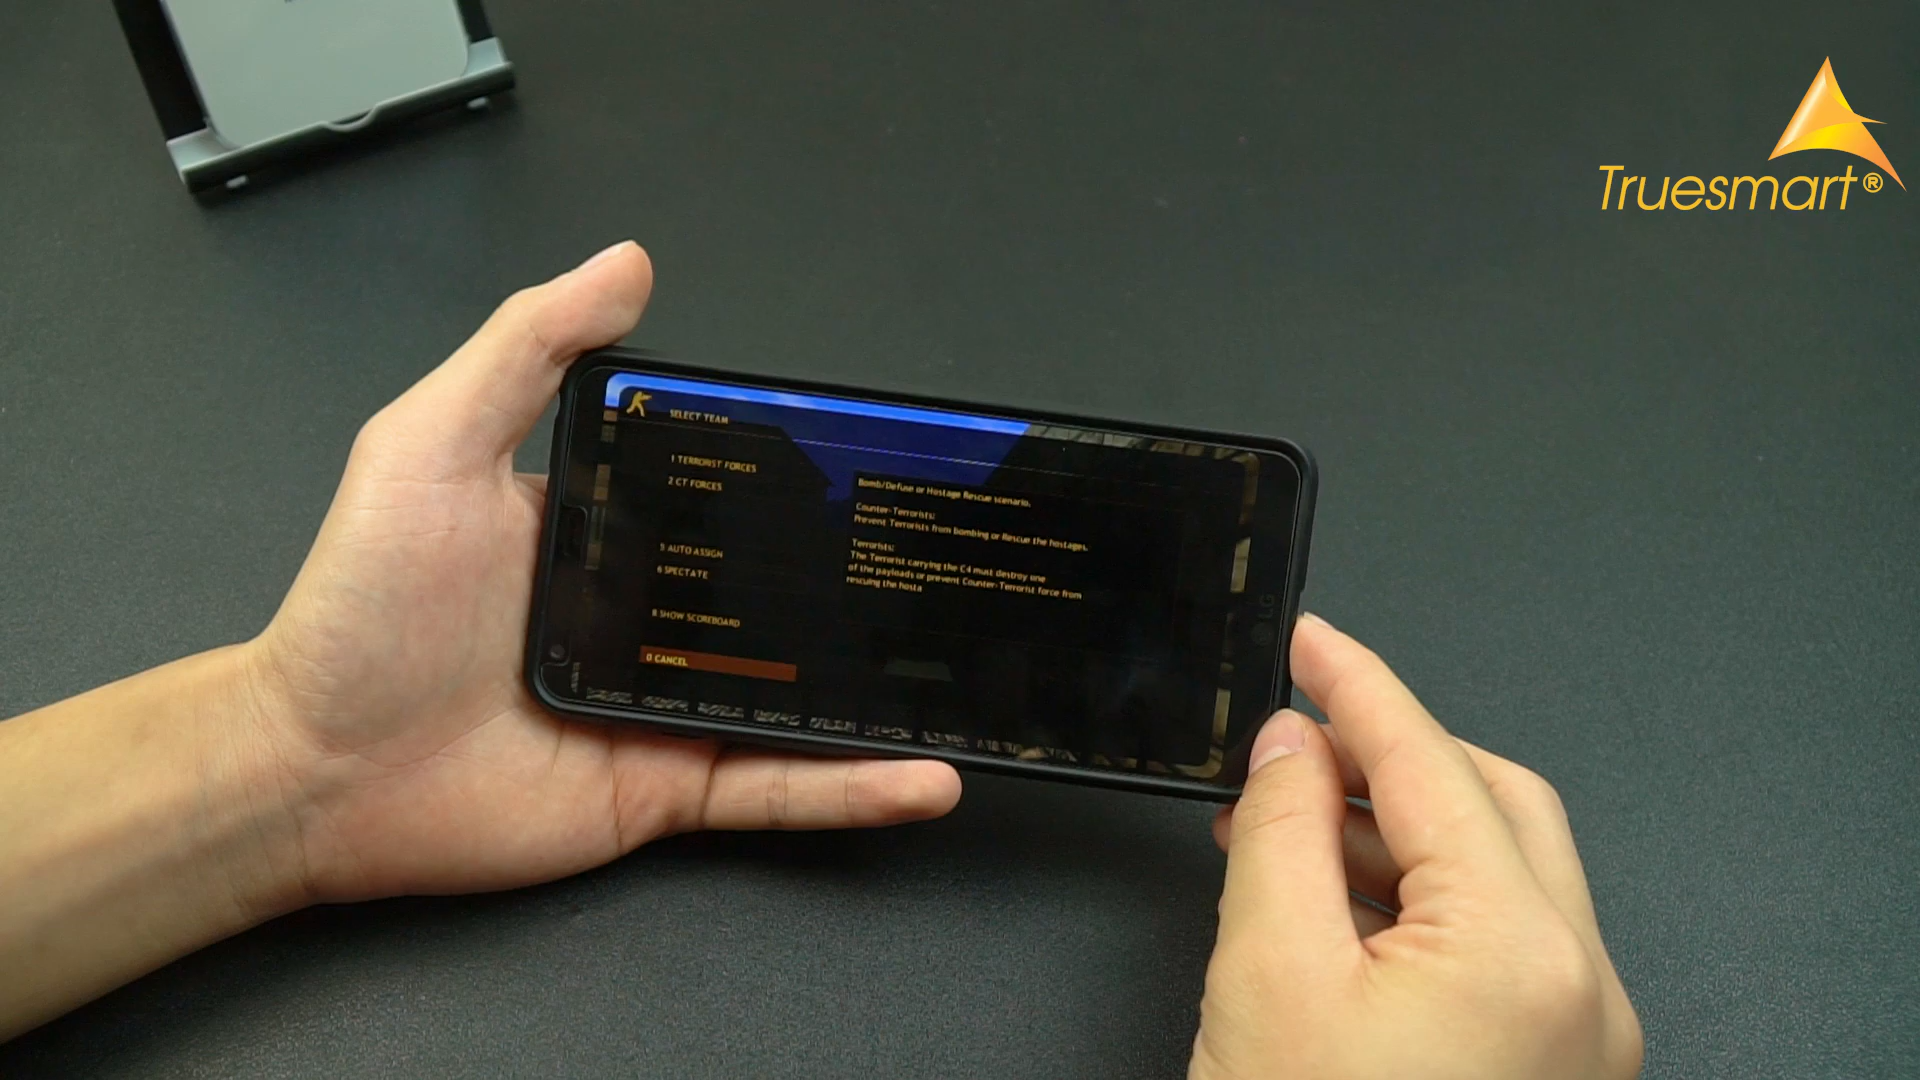 Truesmart®
SELECT TEAM
1 TERRORIST FORCES
2 CT FORCES
5 AUTO ASSIGN
6 SPECTATE
8 SHOW SCOREBOARD
0 CANCEL
Bomb/Defuse or Hostage Rescue scenario.
Counter-Terrorists:
Prevent Terrorists from bombing or Rescue the hostages.
Terrorists:
The Terrorist carrying the C4 must destroy one
of the payloads or prevent Counter-Terrorist force from
rescuing the hosta
LG